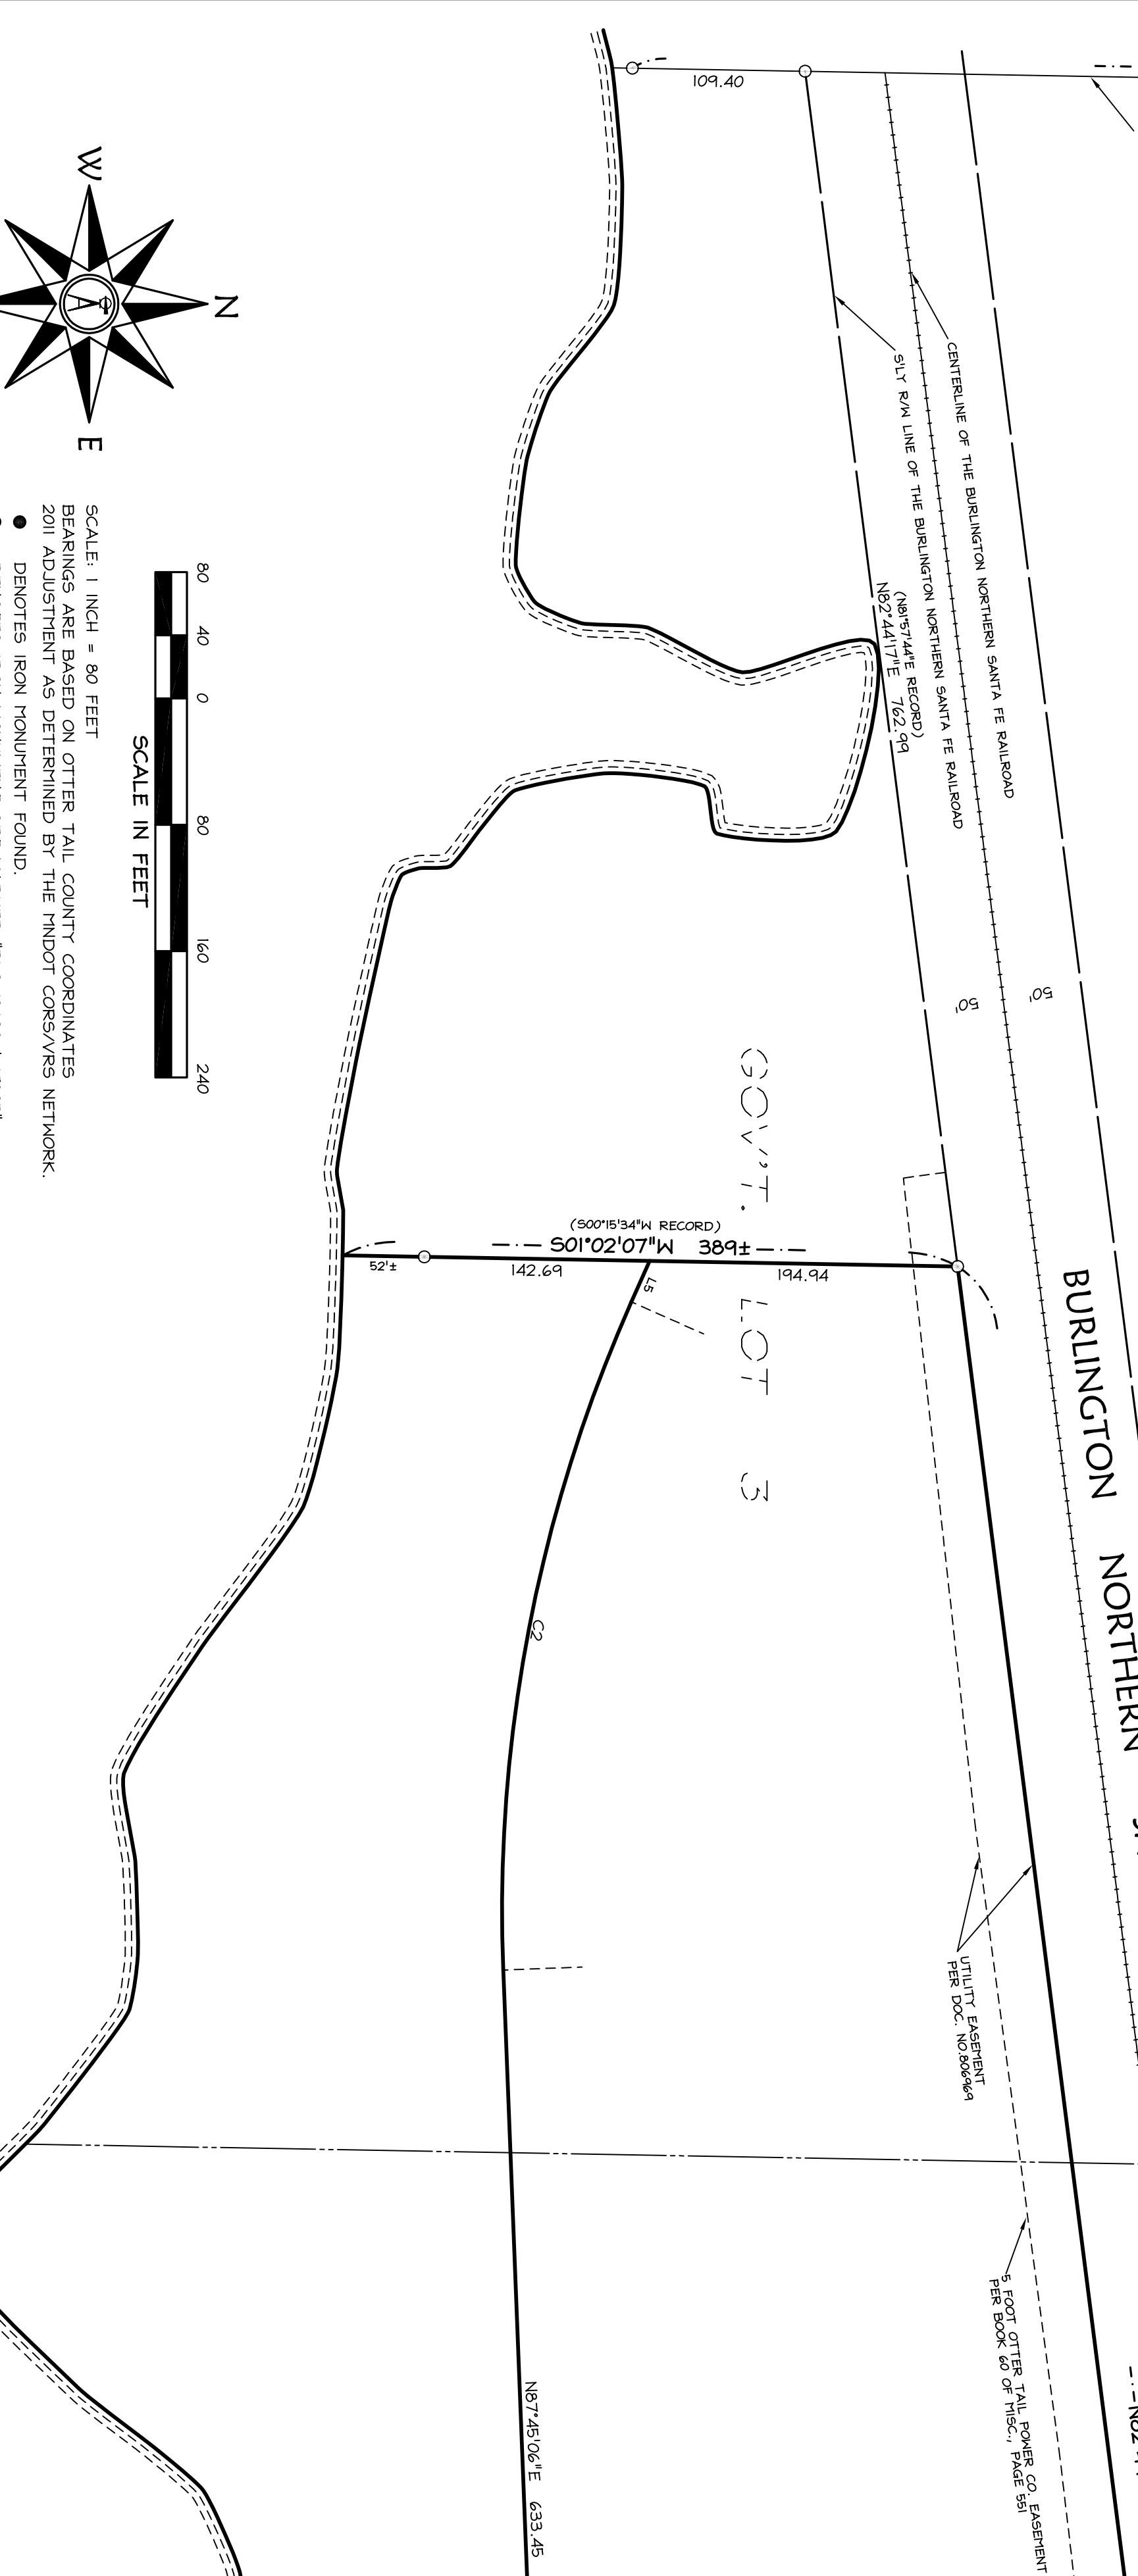 109.40
W
N
E
A
CENTERLINE OF THE BURLINGTON NORTHERN SANTA FE RAILROAD
S'LY R/W LINE OF THE BURLINGTON NORTHERN SANTA FE RAILROAD
(N81°57'44"E RECORD)
N82°44'17"E 762.99
SCALE: 1 INCH = 80 FEET
BEARINGS ARE BASED ON OTTER TAIL COUNTY COORDINATES
2011 ADJUSTMENT AS DETERMINED BY THE MNDOT CORS/VRS NETWORK.
DENOTES IRON MONUMENT FOUND.
80 40 0 80 160 240
SCALE IN FEET
50'
50'
GOV'T. LOT 3
(S00°15'34"W RECORD)
S01°02'07"W 389±
52'±
142.69
194.94
L5
C2
BURLINGTON NORTHERN
UTILITY EASEMENT
PER DOC. NO.806969
5 FOOT OTTER TAIL POWER CO. EASEMENT
PER BOOK 60 OF MISC., PAGE 551
N87°45'06"E 633.45